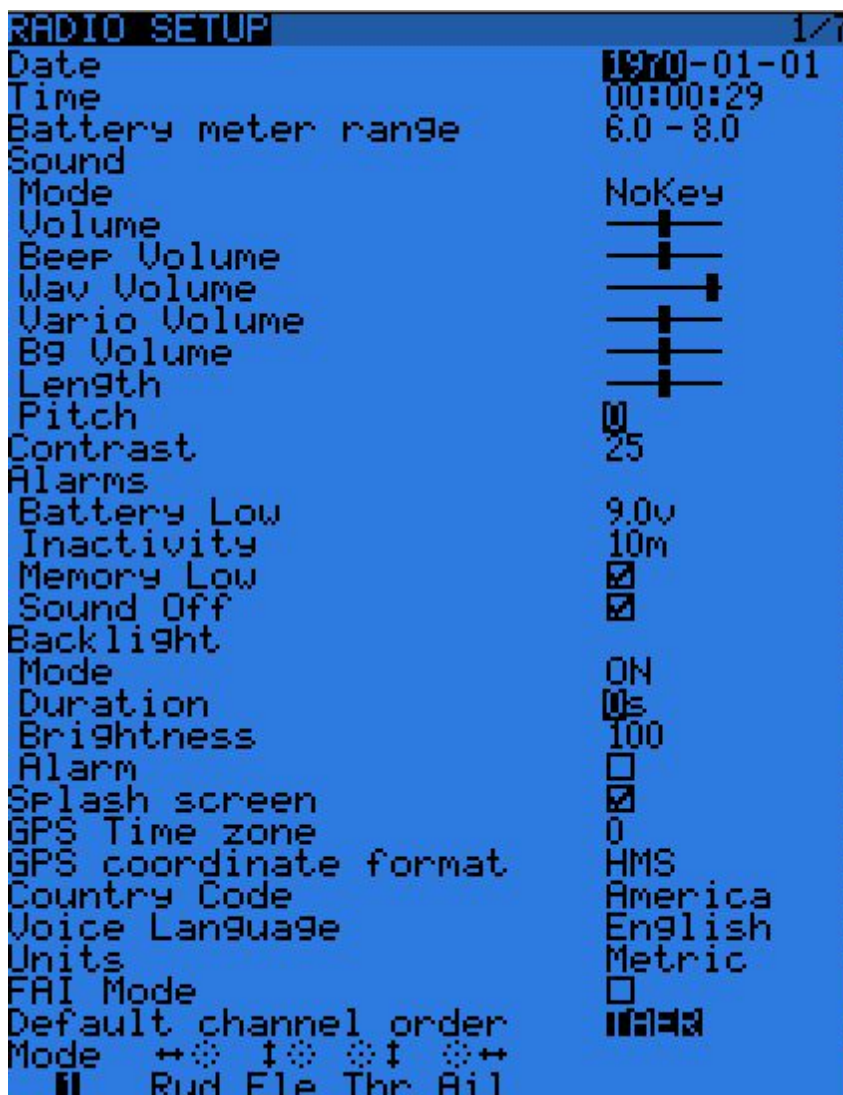 RADIO SETUP 1/7
Date 1970-01-01
Time 00:00:29
Battery meter range 6.0 - 8.0
Sound
Mode NoKey
Volume
Beep Volume
Wav Volume
Vario Volume
Bg Volume
Length
Pitch 0
Contrast 25
Alarms
Battery Low 9.0v
Inactivity 10m
Memory Low
Sound Off
Backlight
Mode ON
Duration 0s
Brightness 100
Alarm
Splash screen
GPS Time zone 0
GPS coordinate format HMS
Country Code America
Voice Language English
Units Metric
FAI Mode
Default channel order TAER
Mode
1 Rud Ele Thr Ail